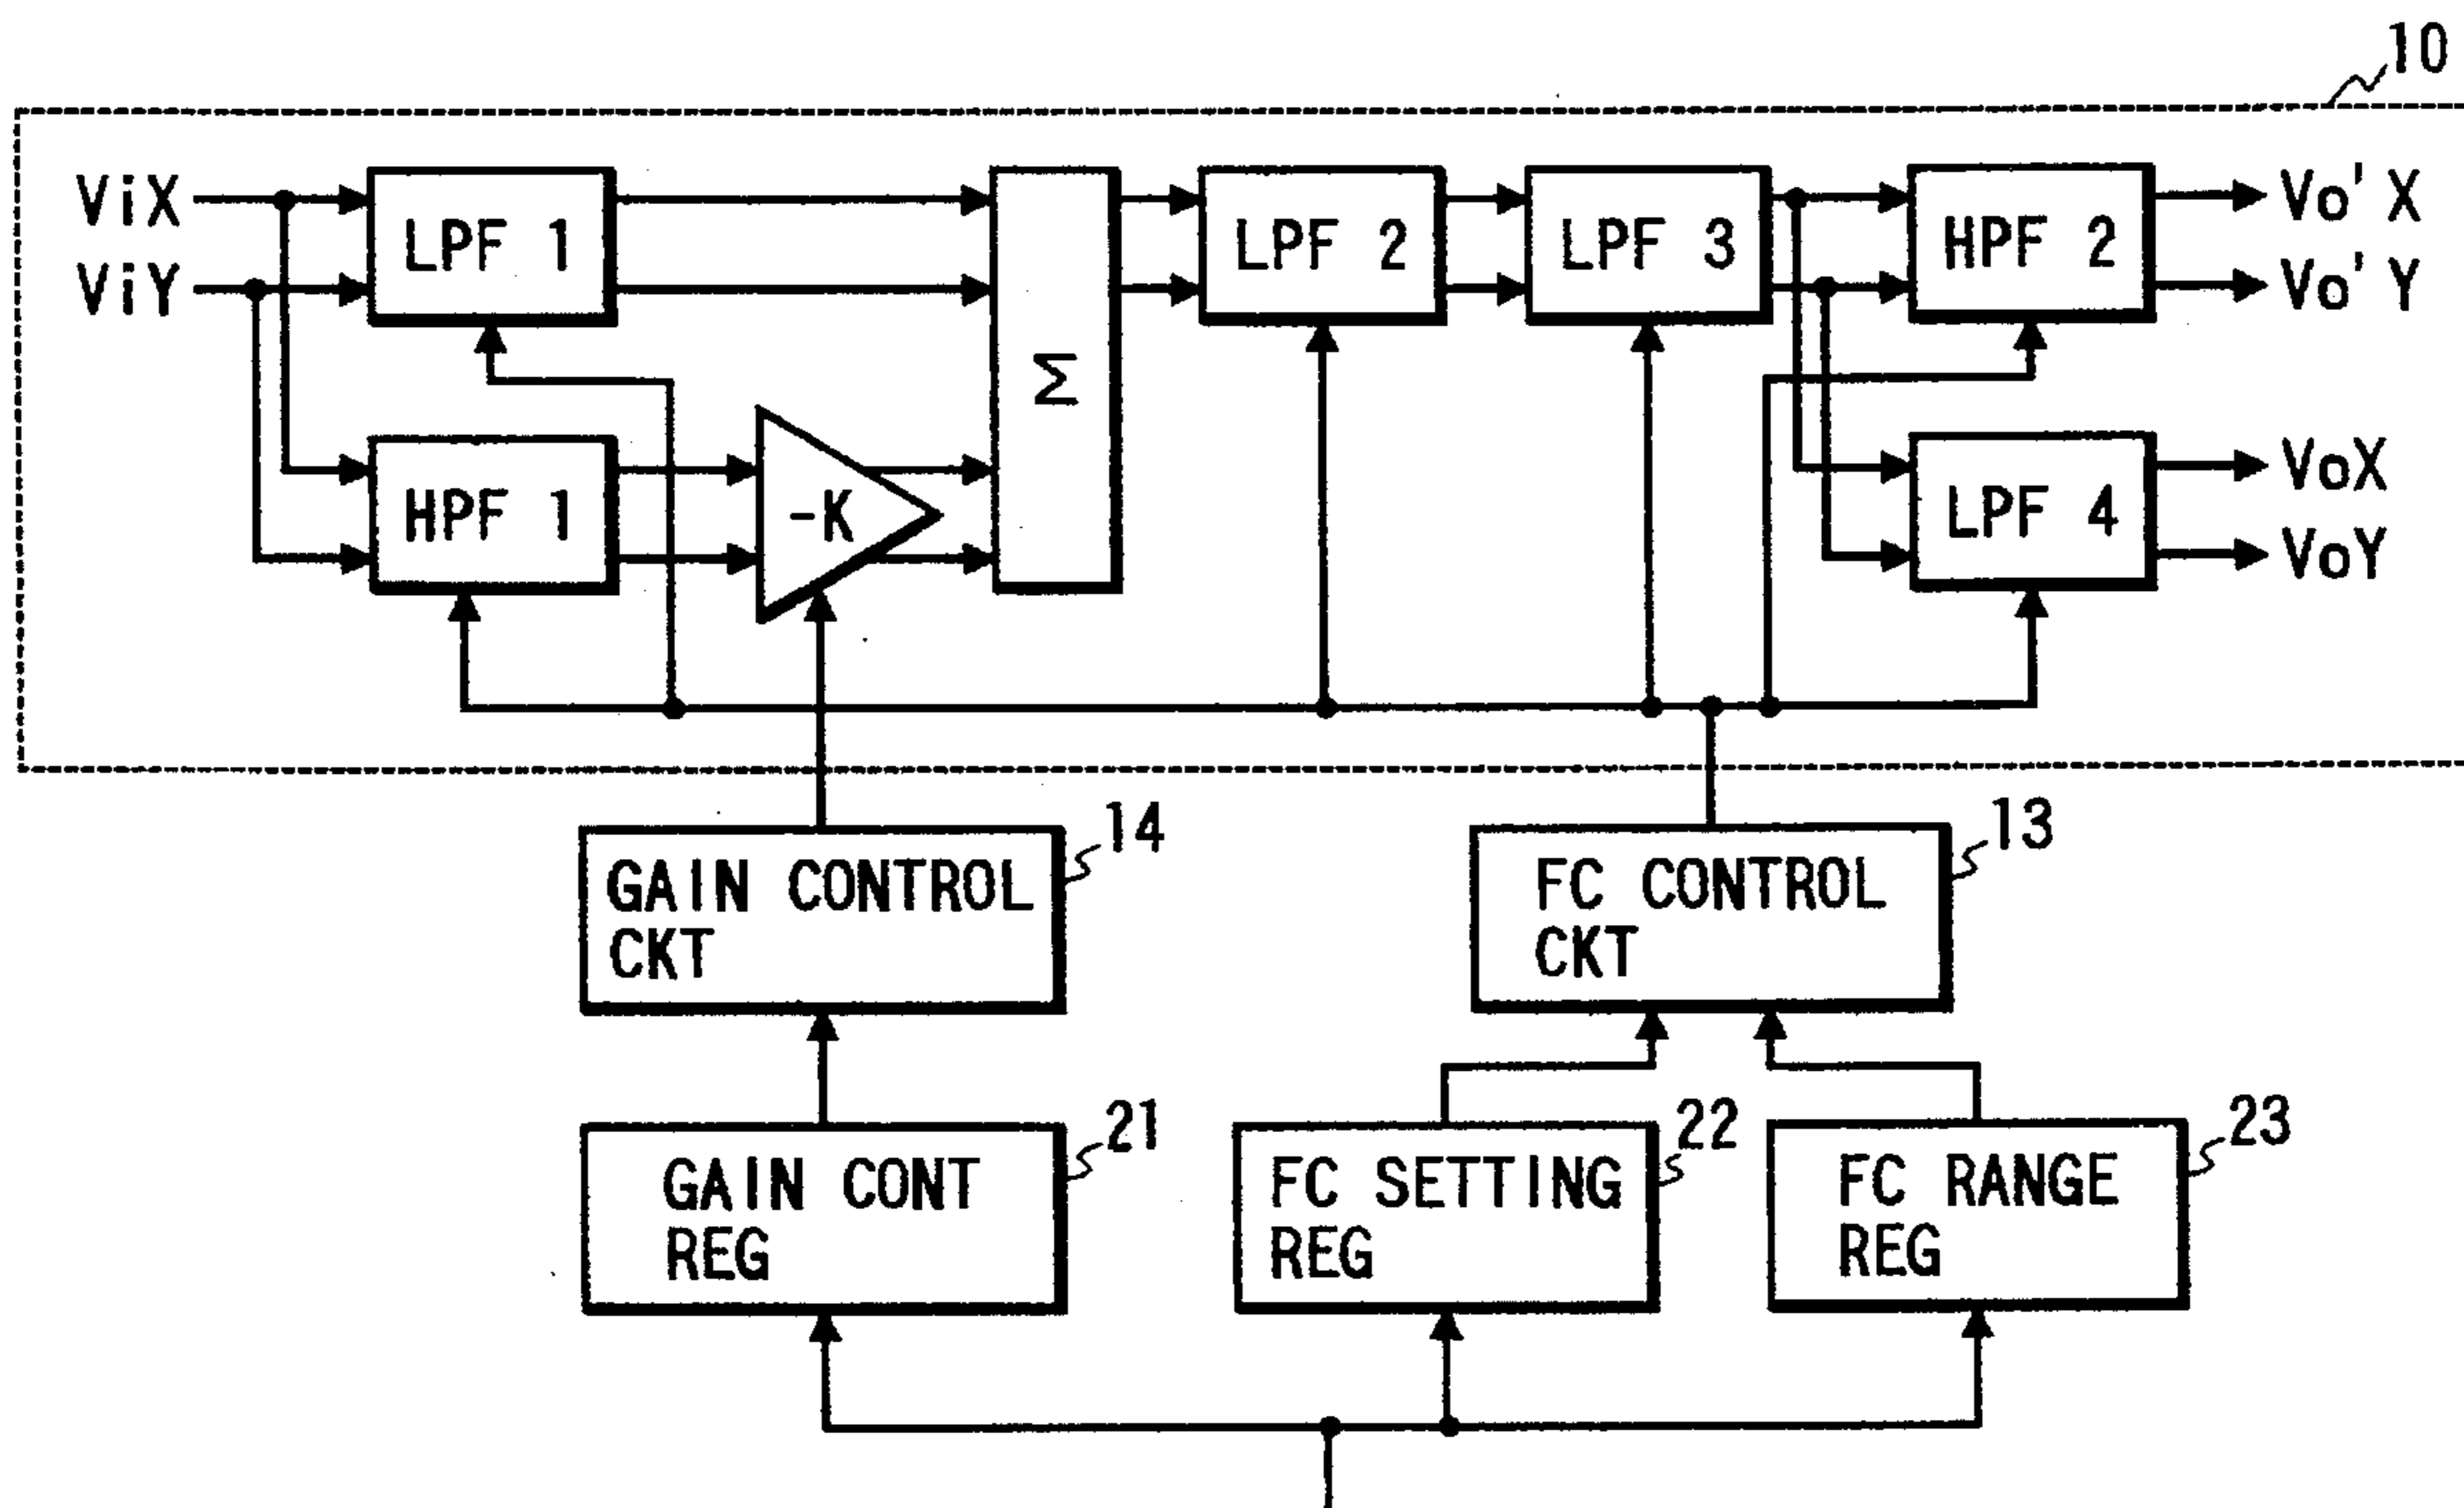 10
ViX
ViY
LPF 1
HPF 1
-K
Σ
LPF 2
LPF 3
HPF 2
LPF 4
Vo'X
Vo'Y
VoX
VoY
14
GAIN CONTROL
CKT
13
FC CONTROL
CKT
21
GAIN CONT
REG
22
FC SETTING
REG
23
FC RANGE
REG